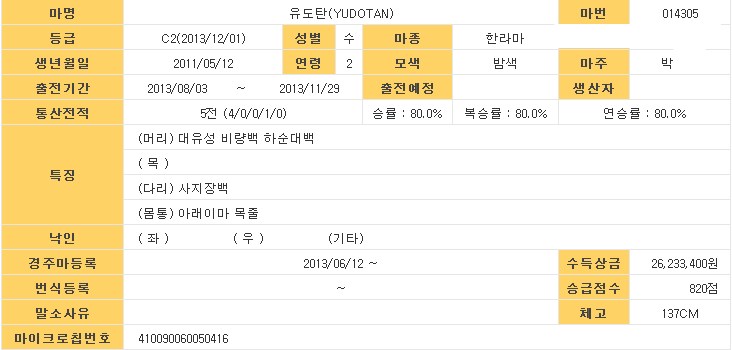 마명 유도탄(YUDOTAN) 마번 014305
등급 C2(2013/12/01) 성별 수 마종 한라마
생년월일 2011/05/12 연령 2 모색 밤색 마주 박
출전기간 2013/08/03 ~ 2013/11/29 출전예정 생산자
통산전적 5전 (4/0/0/1/0) 승률 : 80.0% 복승률 : 80.0% 연승률 : 80.0%
특징
(머리) 대유성 비량백 하순대백
( 목 )
(다리) 사지장백
(몸통) 아래이마 목줄
낙인 ( 좌 ) ( 우 ) (기타)
경주마등록 2013/06/12 ~ 수득상금 26,233,400원
번식등록 ~ 승급점수 820점
말소사유 체고 137CM
마이크로칩번호 410090060050416